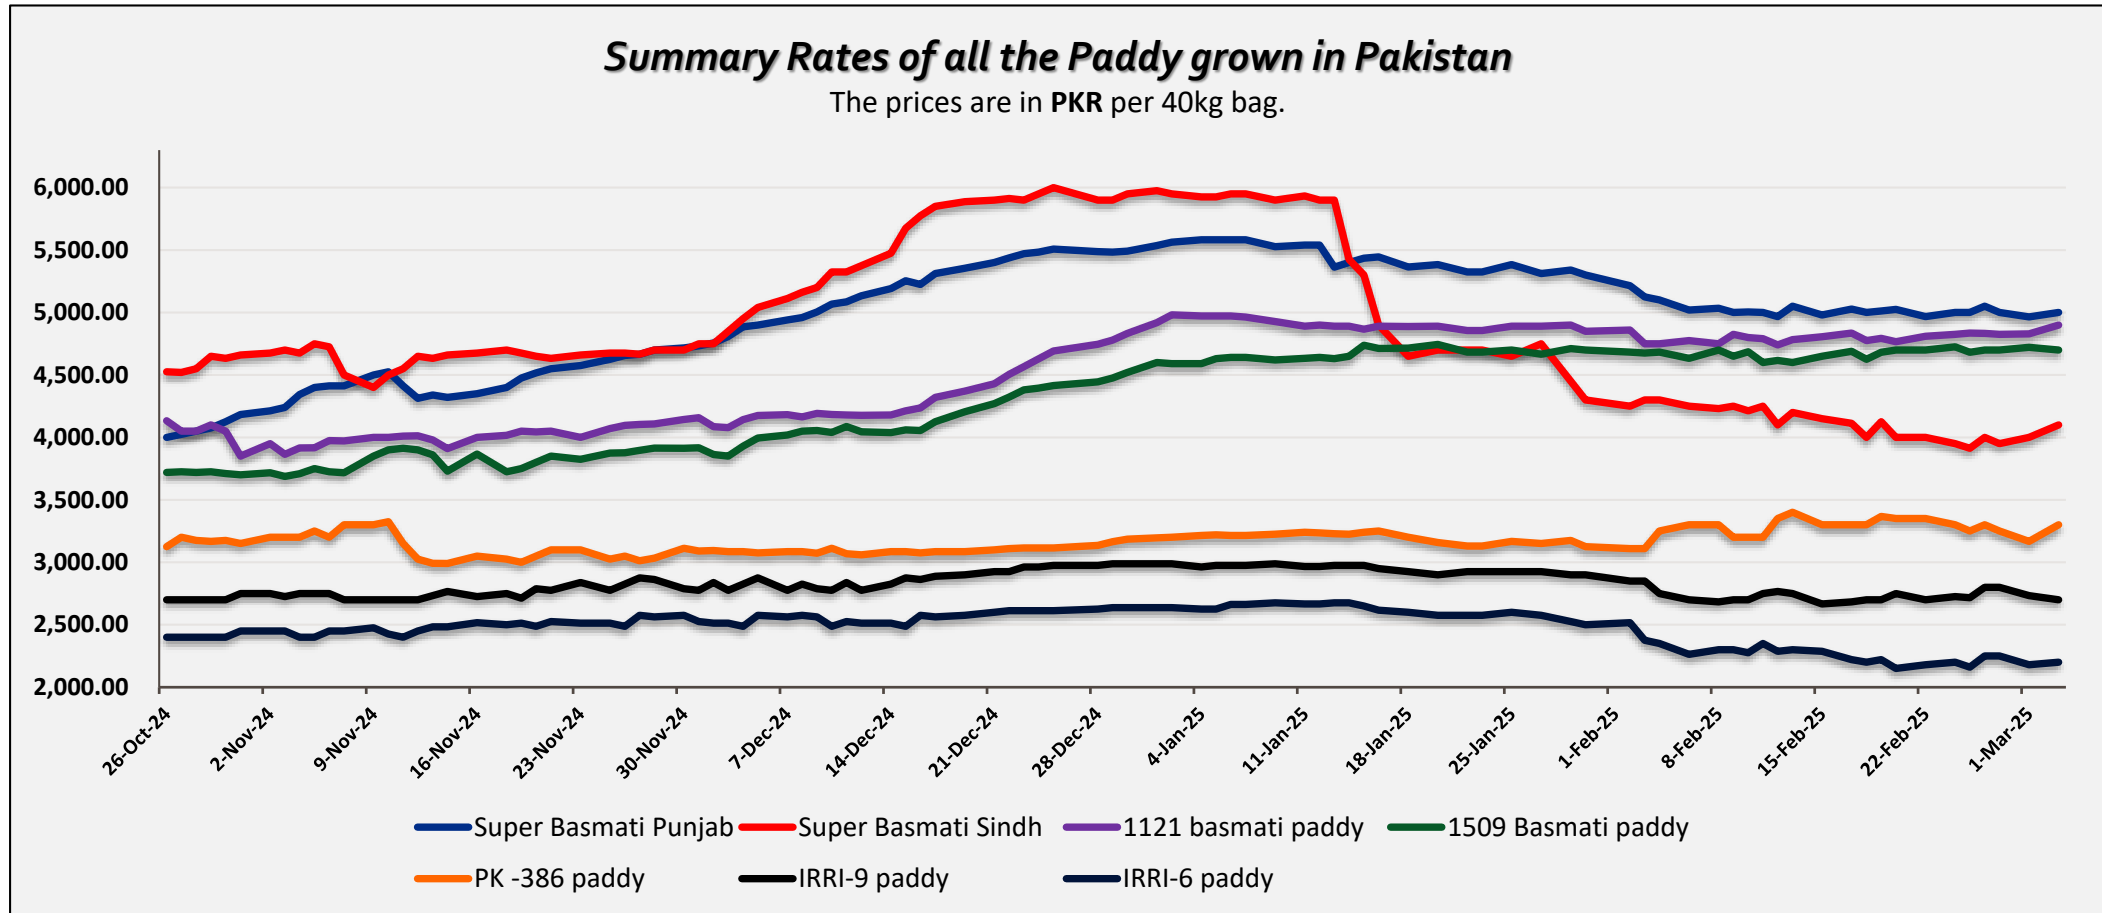 Summary Rates of all the Paddy grown in Pakistan
The prices are in PKR per 40kg bag.
6,000.00
5,500.00
5,000.00
4,500.00
4,000.00
3,500.00
3,000.00
2,500.00
2,000.00
26-Oct-24 2-Nov-24 9-Nov-24 16-Nov-24 23-Nov-24 30-Nov-24 7-Dec-24 14-Dec-24 21-Dec-24 28-Dec-24 4-Jan-25 11-Jan-25 18-Jan-25 25-Jan-25 1-Feb-25 8-Feb-25 15-Feb-25 22-Feb-25 1-Mar-25
Super Basmati Punjab Super Basmati Sindh 1121 basmati paddy 1509 Basmati paddy
PK -386 paddy IRRI-9 paddy IRRI-6 paddy